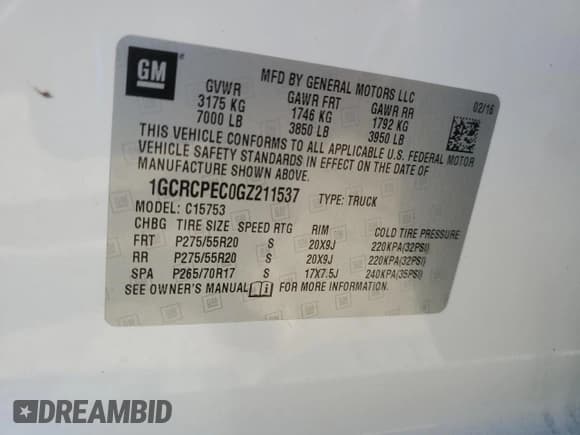 GM
MFD BY GENERAL MOTORS LLC
02/16
GVWR GAWR FRT GAWR RR
3175 KG 1746 KG 1792 KG
7000 LB 3850 LB 3950 LB
THIS VEHICLE CONFORMS TO ALL APPLICABLE U.S. FEDERAL MOTOR
VEHICLE SAFETY STANDARDS IN EFFECT ON THE DATE OF
MANUFACTURE SHOWN ABOVE.
1GCRCPEC0GZ211537 TYPE: TRUCK
MODEL: C15753
CHBG TIRE SIZE SPEED RTG RIM COLD TIRE PRESSURE
FRT P275/55R20 S 20X9J 220KPA(32PSI)
RR P275/55R20 S 20X9J 220KPA(32PSI)
SPA P265/70R17 S 17X7.5J 240KPA(35PSI)
SEE OWNER'S MANUAL FOR MORE INFORMATION.
DREAMBID